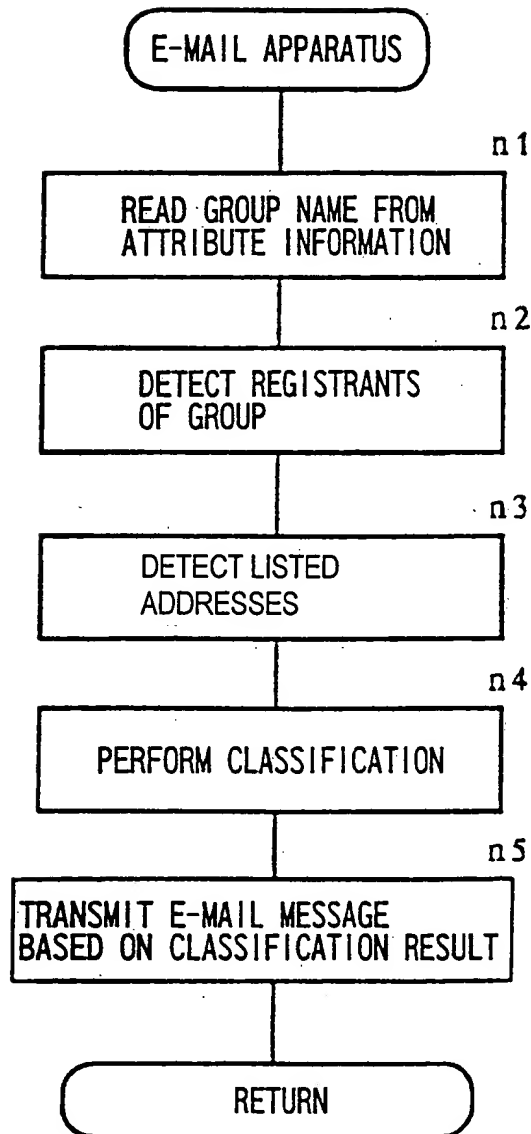 E-MAIL APPARATUS
n1
READ GROUP NAME FROM
ATTRIBUTE INFORMATION
n2
DETECT REGISTRANTS
OF GROUP
n3
DETECT LISTED
ADDRESSES
n4
PERFORM CLASSIFICATION
n5
TRANSMIT E-MAIL MESSAGE
BASED ON CLASSIFICATION RESULT
RETURN